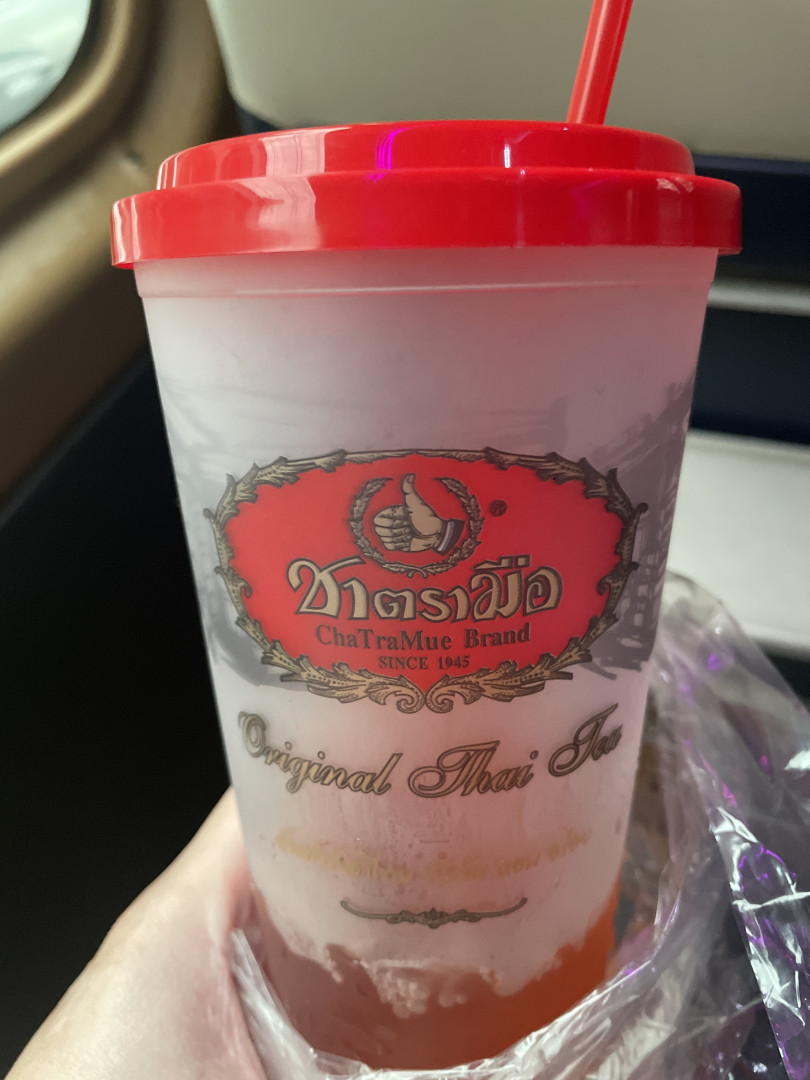 ®
ชาตรามือ
ChaTraMue Brand
SINCE 1945
Original Thai Tea